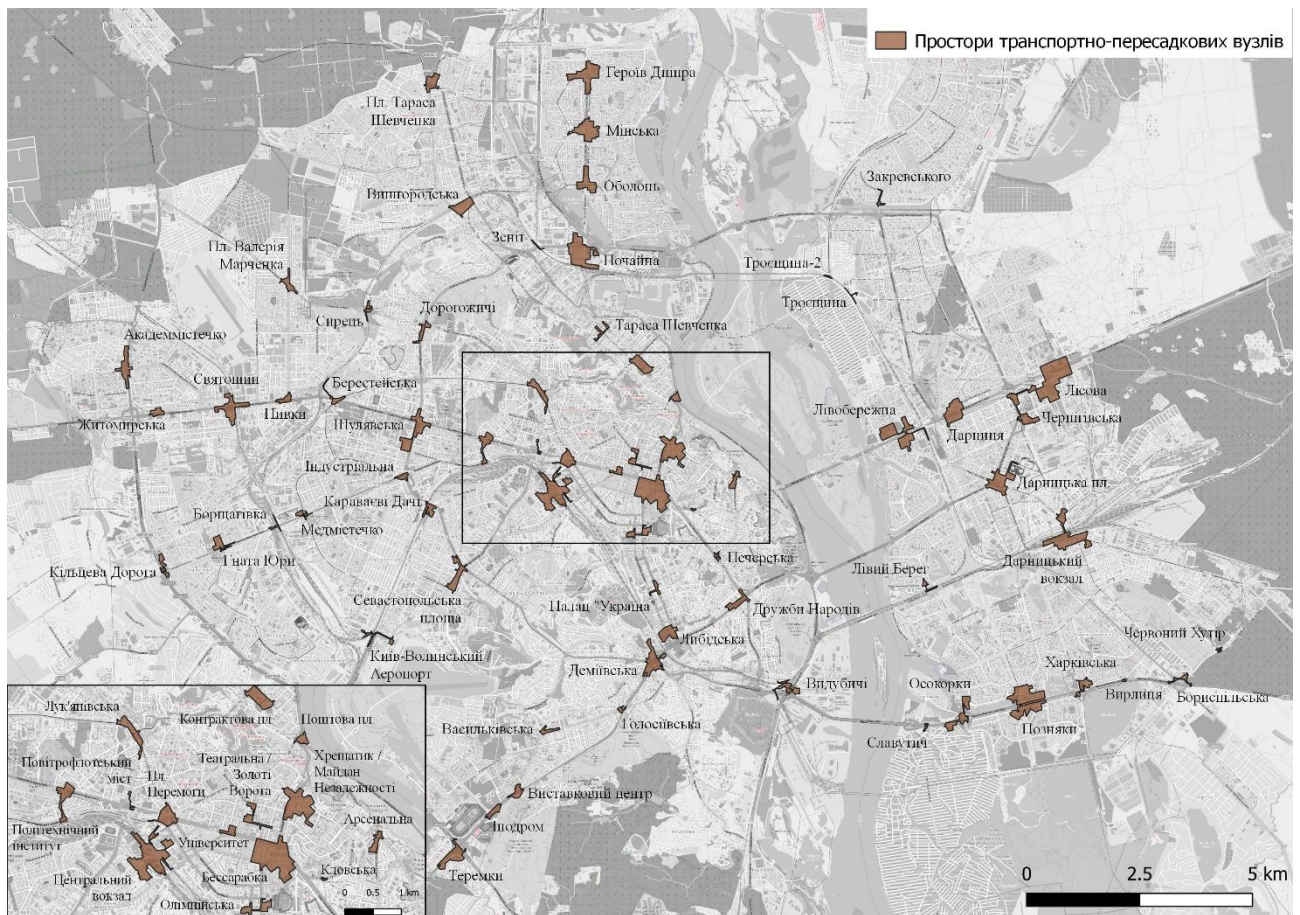 Простори транспортно-пересадкових вузлів
Героїв Дніпра
Пл. Тараса
Шевченка
Мінська
Оболонь
Закревського
Вишгородська
Зеніт
Почайна
Пл. Валерія
Марченка
Троєщина-2
Троєщина
Сирець
Дорогожичі
Тараса Шевченка
Академмістечко
Святошин
Берестейська
Нивки
Житомирська
Шулявська
Лівобережна
Лісова
Дарниця
Чернігівська
Індустріальна
Караваєві Дачі
Дарницька пл.
Борщагівка
Медмістечко
Гната Юри
Кільцева Дорога
Печерська
Лівий Берег
Дарницький
вокзал
Севастопольська
площа
Палац "Україна"
Дружби Народів
Либідська
Червоний Хутір
Київ-Волинський /
Аеропорт
Деміївська
Харківська
Видубичі
Осокорки
Вирлиця
Бориспільська
Голосіївська
Васильківська
Славутич
Позняки
Виставковий центр
Іподром
Теремки
Лук'янівська
Контрактова пл.
Поштова пл.
Повітрофлотський
міст
Пл.
Перемоги
Театральна /
Золоті
Ворота
Хрещатик /
Майдан
Незалежності
Арсенальна
Політехнічний
інститут
Університет
Бессарабка
Кловська
Центральний
вокзал
Олімпійська
0 0.5 1 km
0 2.5 5 km